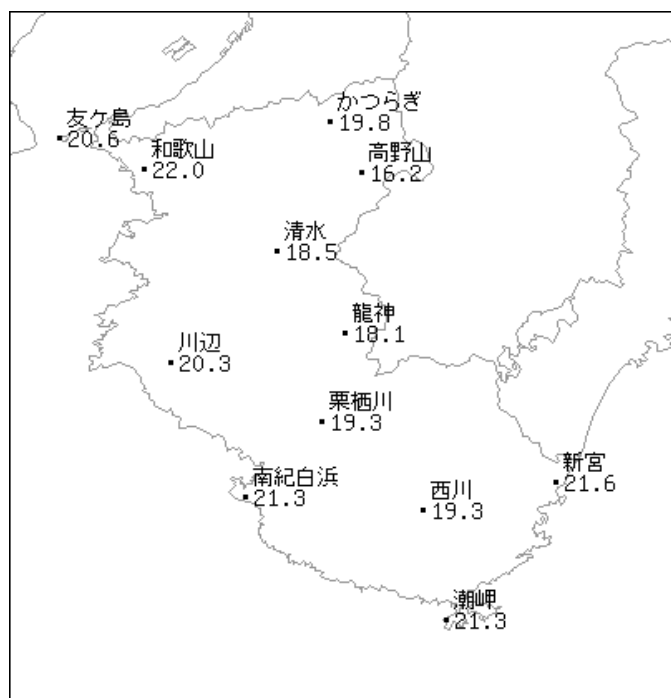 かつらぎ
19.8
友ケ島
20.6
和歌山
22.0
高野山
16.2
清水
18.5
龍神
18.1
川辺
20.3
栗栖川
19.3
新宮
21.6
南紀白浜
21.3
西川
19.3
潮岬
21.3